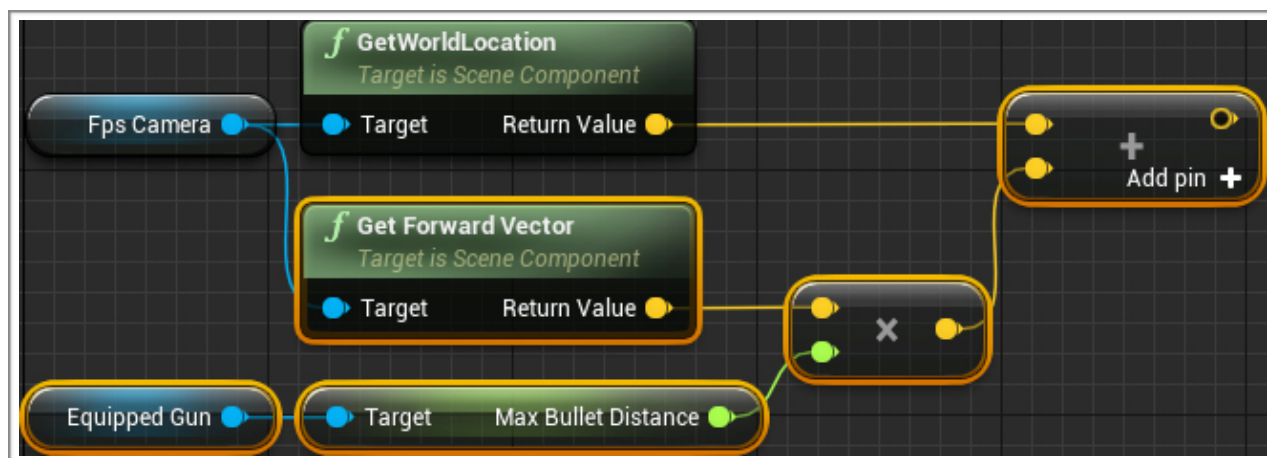 f GetWorldLocation
Target is Scene Component
Fps Camera
Target Return Value
+
Add pin +
f Get Forward Vector
Target is Scene Component
Target Return Value
×
Equipped Gun
Target Max Bullet Distance